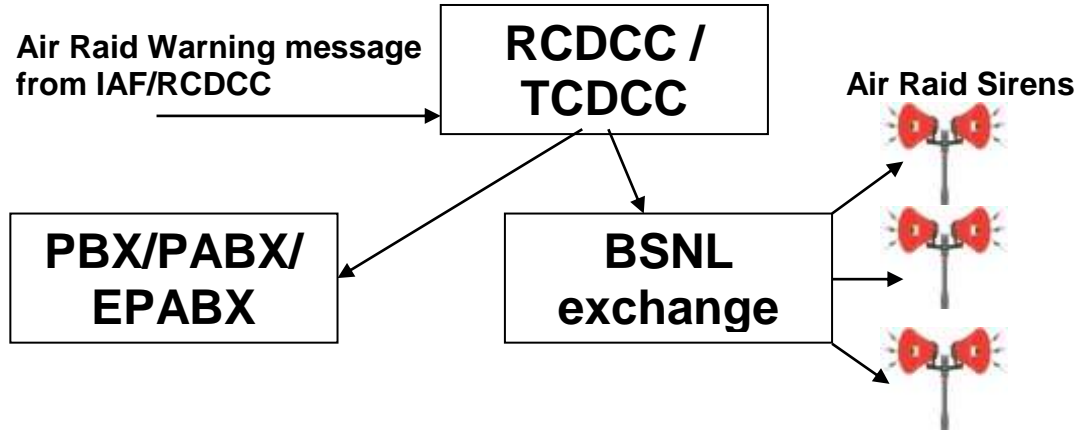 Air Raid Warning message
from IAF/RCDCC
RCDCC /
TCDCC
Air Raid Sirens
PBX/PABX/
EPABX
BSNL
exchange